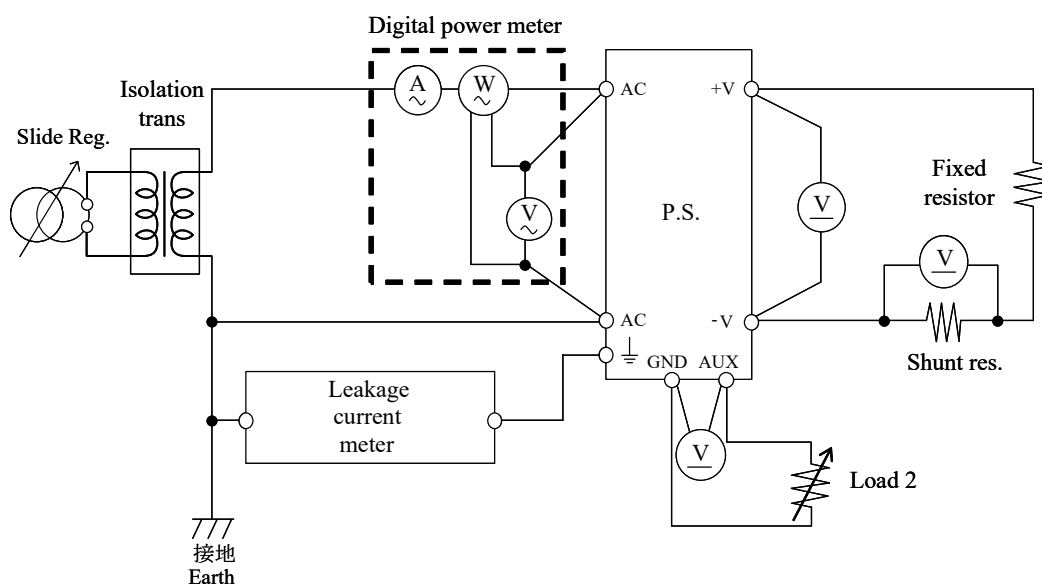 Digital power meter
Isolation
trans
Slide Reg.
A
W
V
AC
+V
P.S.
V
Fixed
resistor
V
Shunt res.
AC
-V
GND
AUX
Leakage
current
meter
V
Load 2
接地
Earth